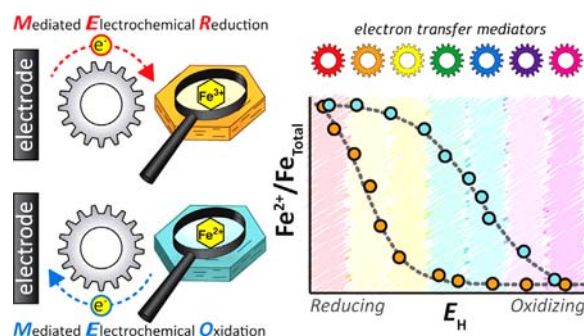 Mediated Electrochemical Reduction
e-
electrode
Fe3+
electrode
Fe2+
e-
Mediated Electrochemical Oxidation
electron transfer mediators
Fe2+/FeTotal
Reducing
EH
Oxidizing